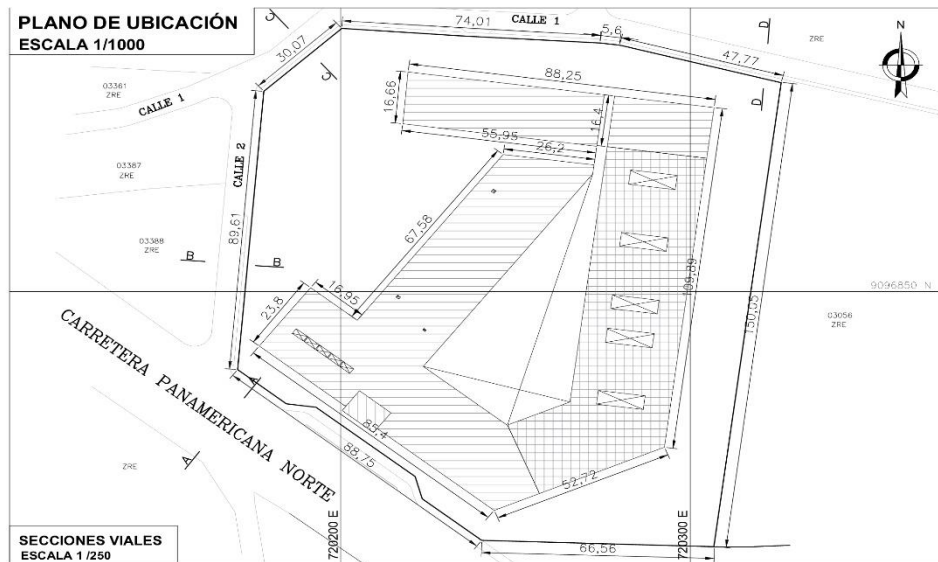 PLANO DE UBICACIÓN
ESCALA 1/1000
74,01
CALLE 1
5,6
47,77
D
ZRE
N
C
30,07
C
D
03361
ZRE
CALLE 1
88,25
16,66
16,4
55,95
26,2
03387
ZRE
CALLE 2
89,61
67,58
03388
ZRE
B
B
9096850 N
109,89
150,05
03056
ZRE
16,95
23,8
CARRETERA PANAMERICANA NORTE
A
85,4
88,75
A
ZRE
52,72
720200 E
720300 E
66,56
SECCIONES VIALES
ESCALA 1 /250